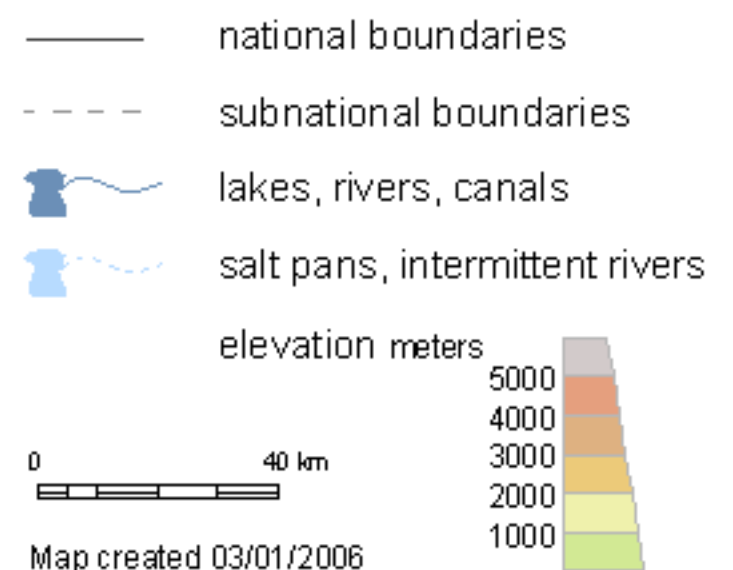 national boundaries
subnational boundaries
lakes, rivers, canals
salt pans, intermittent rivers
elevation meters
5000
4000
3000
2000
1000
0 40 km
Map created 03/01/2006